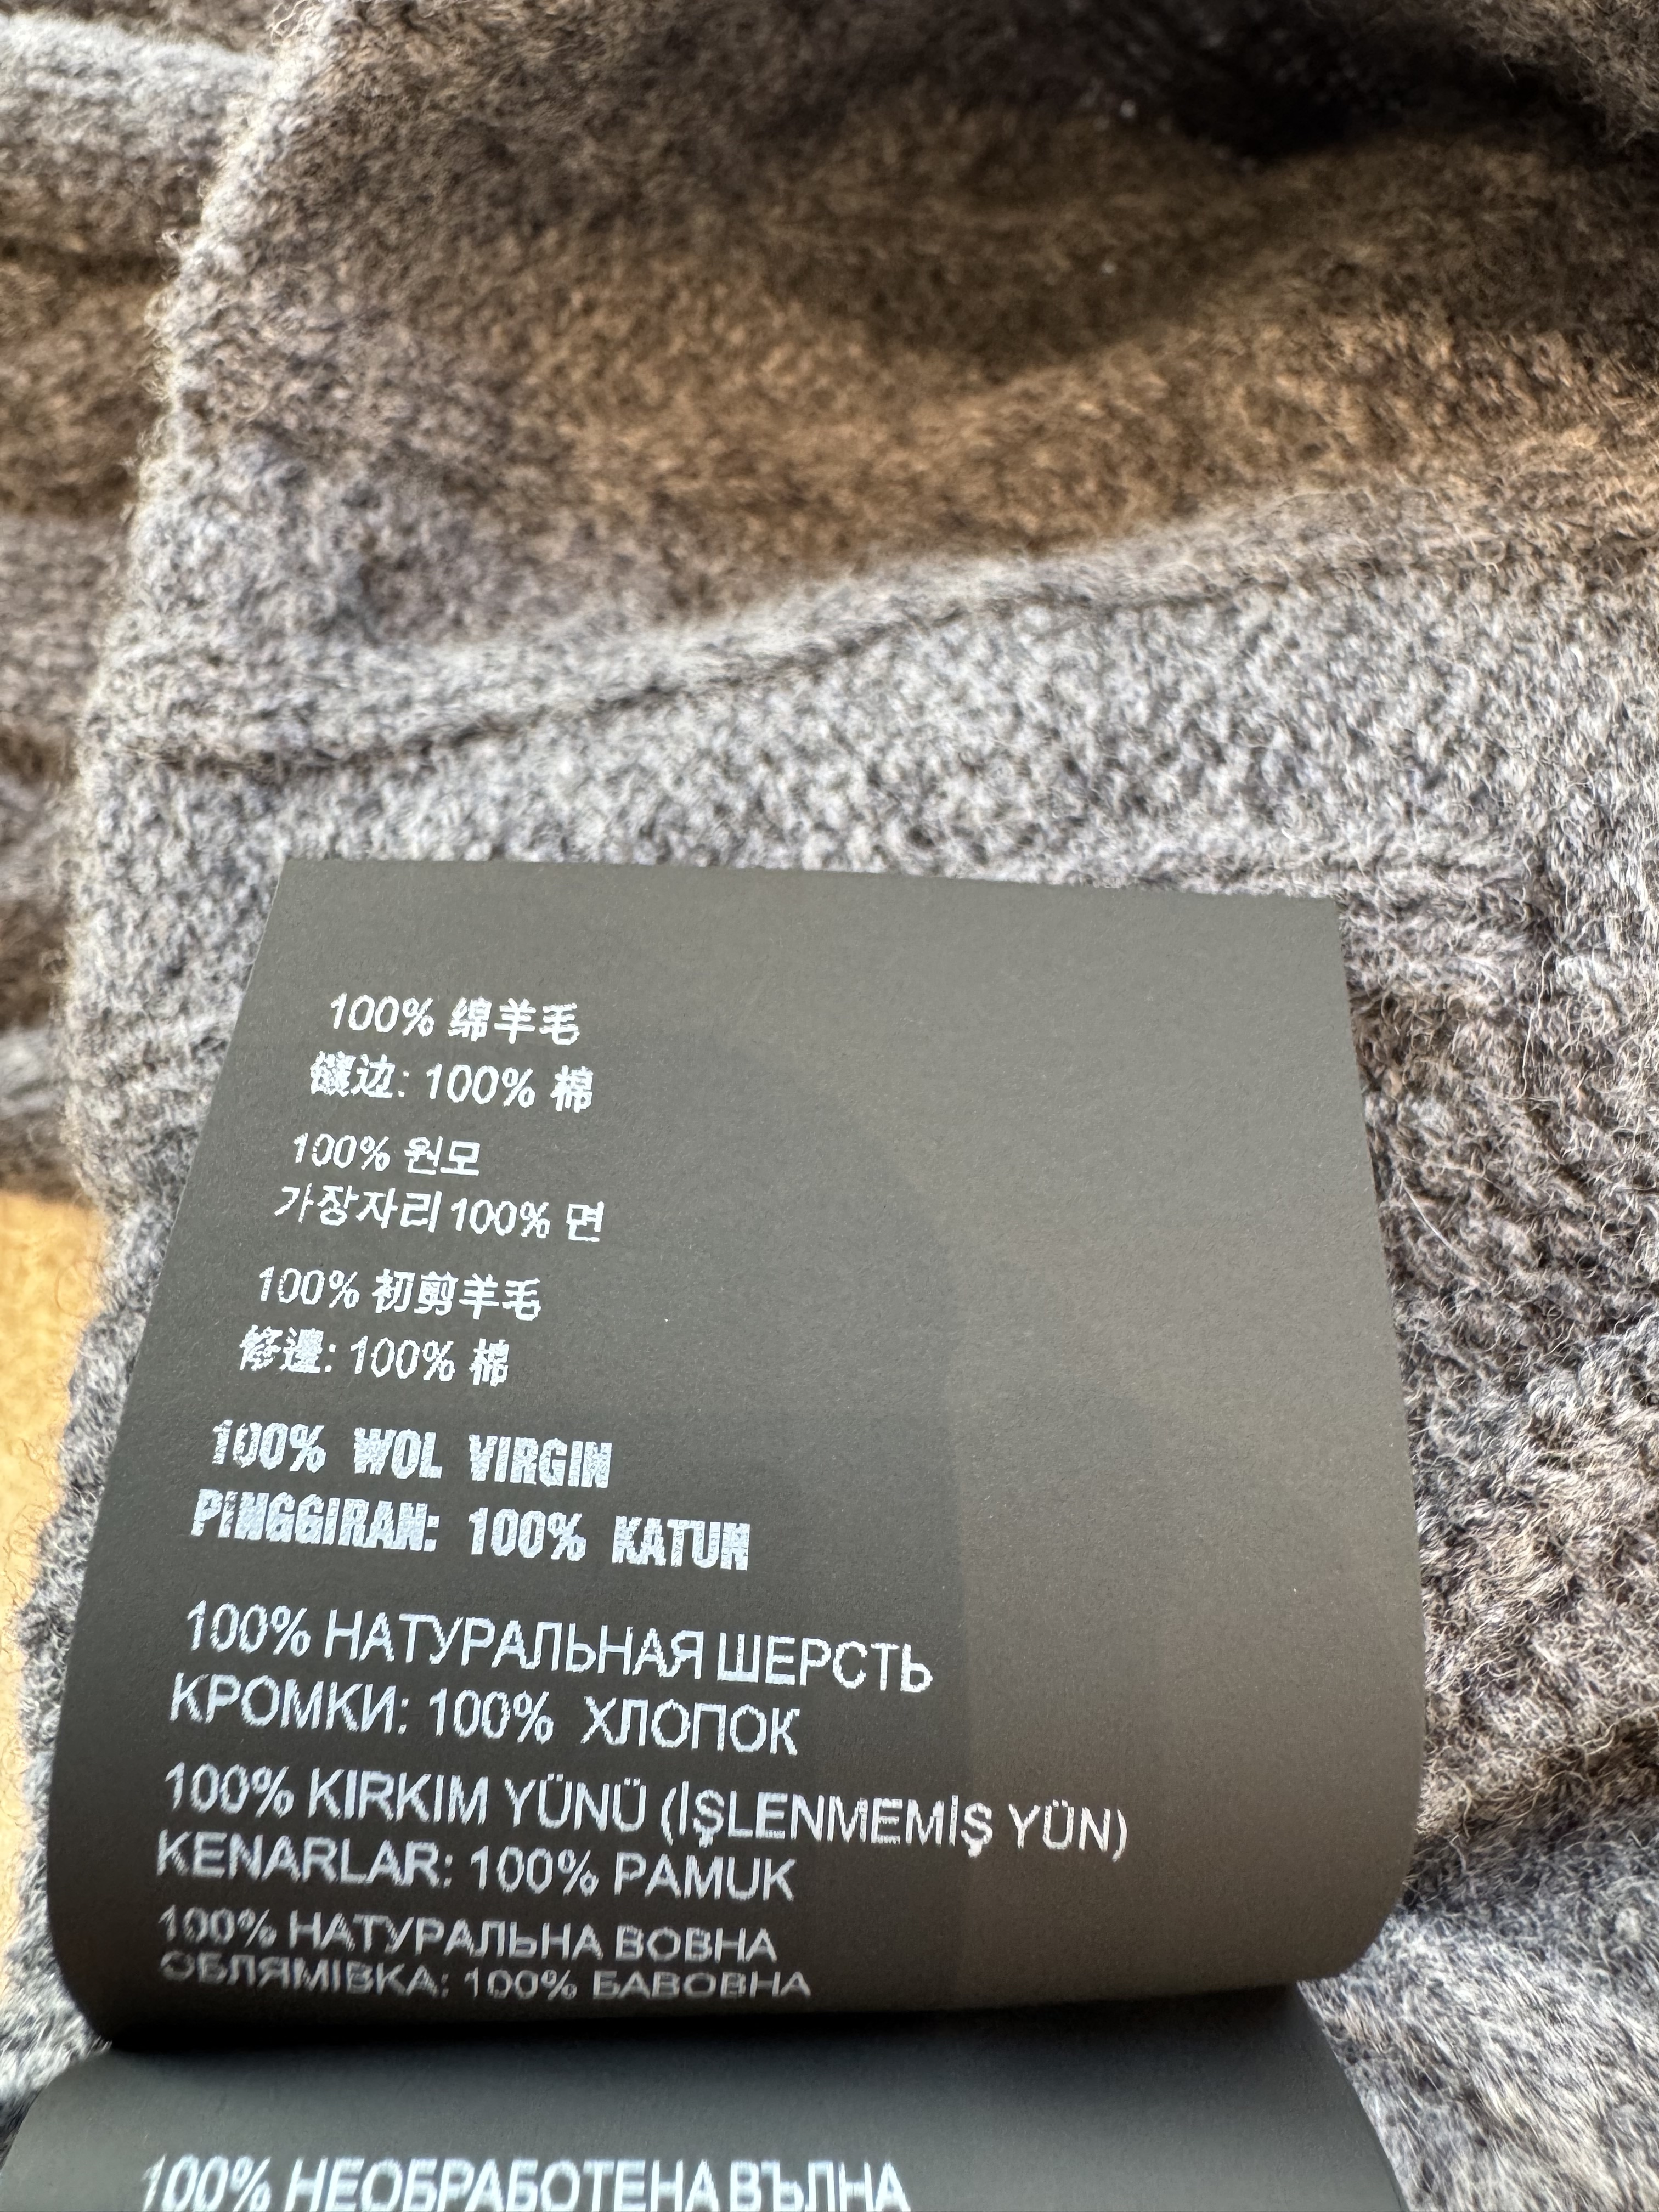 100% 绵羊毛
镶边: 100% 棉
100% 원모
가장자리 100% 면
100% 初剪羊毛
修邊: 100% 棉
100% WOL VIRGIN
PINGGIRAN: 100% KATUN
100% НАТУРАЛЬНАЯ ШЕРСТЬ
КРОМКИ: 100% ХЛОПОК
100% KIRKIM YÜNÜ (İŞLENMEMİŞ YÜN)
KENARLAR: 100% PAMUK
100% НАТУРАЛЬНА ВОВНА
ОБЛЯМІВКА: 100% БАВОВНА
100% НЕОБРАБОТЕНА ВЪЛНА